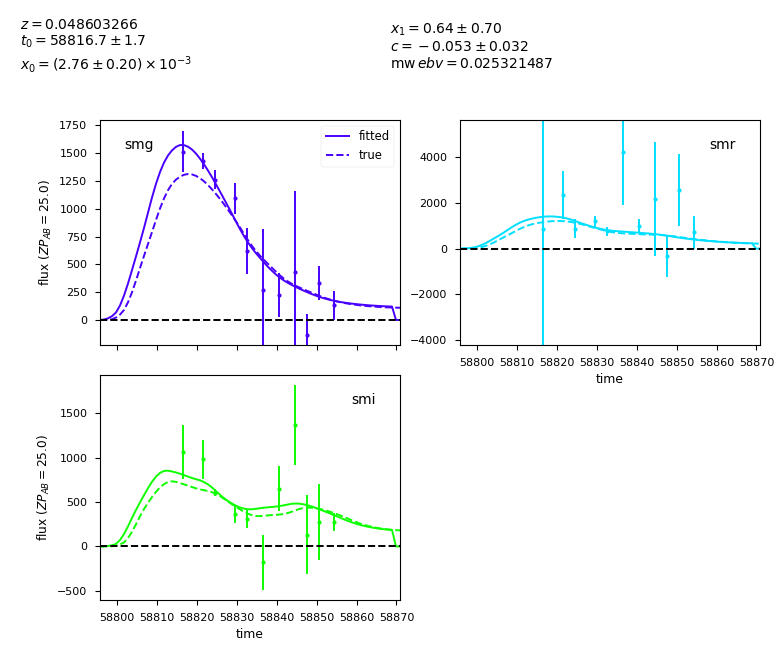 z = 0.048603266
t₀ = 58816.7 ± 1.7
x₀ = (2.76 ± 0.20) × 10⁻³
x₁ = 0.64 ± 0.70
c = −0.053 ± 0.032
mw ebv = 0.025321487
smg
fitted
true
1750
1500
1250
1000
750
500
250
0
flux (ZP_AB = 25.0)
smr
4000
2000
0
−2000
−4000
58800 58810 58820 58830 58840 58850 58860 58870
time
smi
1500
1000
500
0
−500
flux (ZP_AB = 25.0)
58800 58810 58820 58830 58840 58850 58860 58870
time